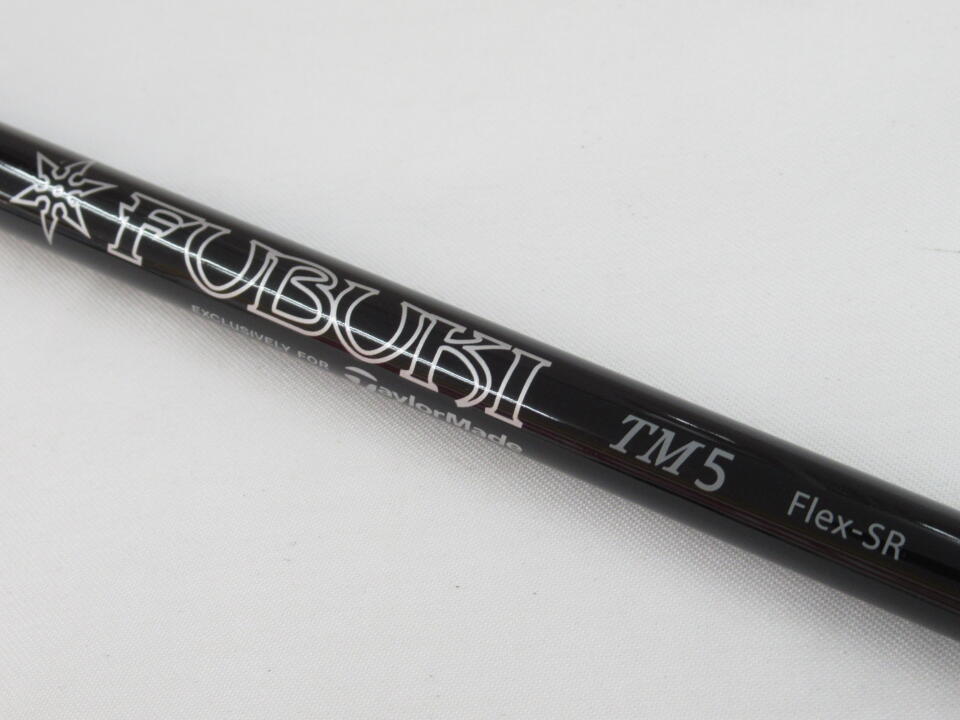 FUBUKI
EXCLUSIVELY FOR TaylorMade
TM5
Flex-SR